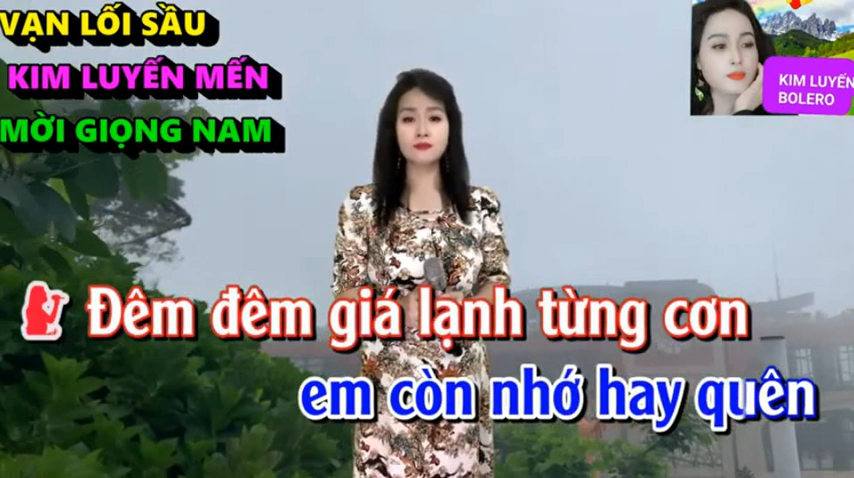 VẠN LỐI SẦU
KIM LUYẾN MẾN
MỜI GIỌNG NAM
KIM LUYẾN
BOLERO
Đêm đêm giá lạnh từng cơn
em còn nhớ hay quên